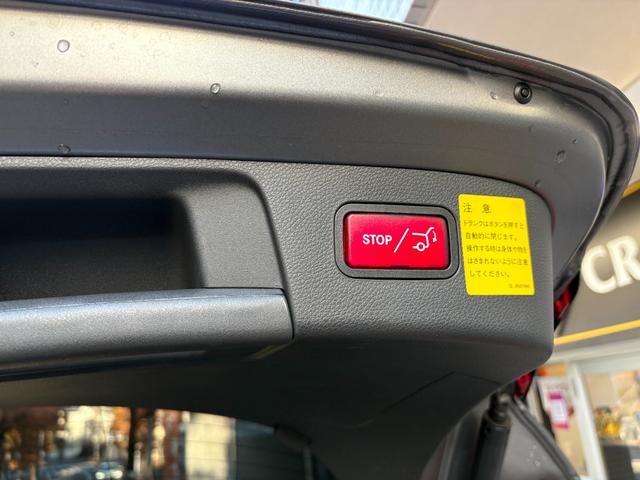 STOP /
注 意
トランクはボタンを押すと
自動的に閉じます。
操作する時は身体や物を
はさまれないように注意
してください。
CR